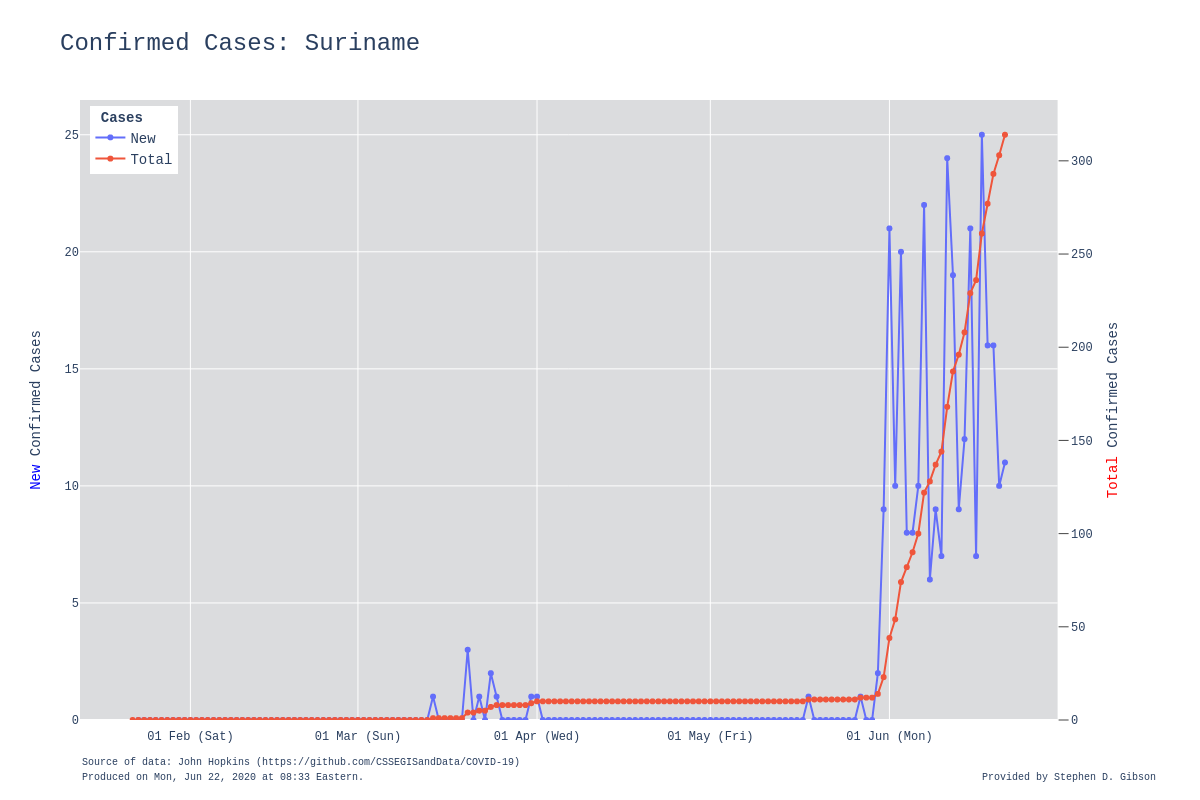 Confirmed Cases: Suriname
Cases
New
Total
25
20
15
10
5
0
300
250
200
150
100
50
0
New Confirmed Cases
Total Confirmed Cases
01 Feb (Sat)
01 Mar (Sun)
01 Apr (Wed)
01 May (Fri)
01 Jun (Mon)
Source of data: John Hopkins (https://github.com/CSSEGISandData/COVID-19)
Produced on Mon, Jun 22, 2020 at 08:33 Eastern.
Provided by Stephen D. Gibson